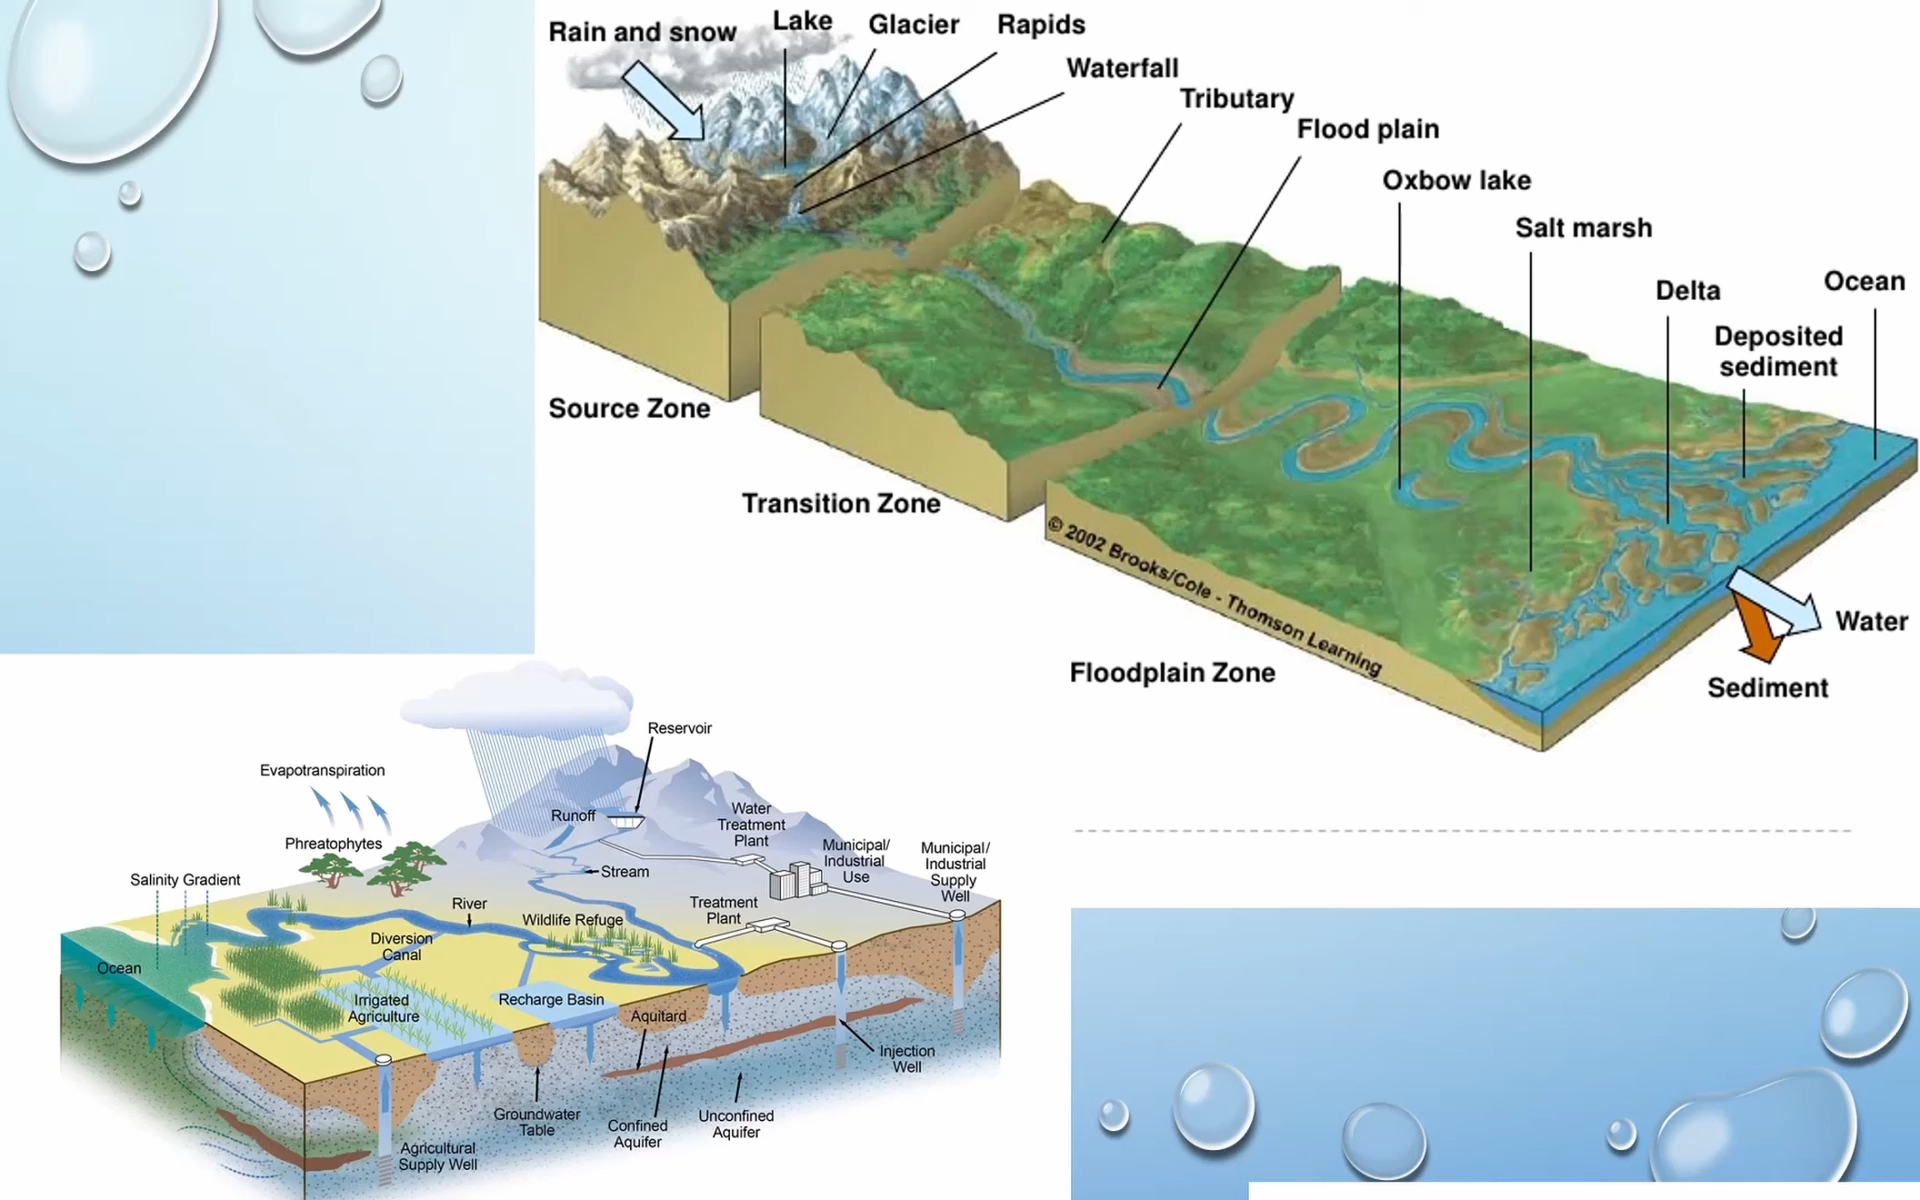 Rain and snow
Lake
Glacier
Rapids
Waterfall
Tributary
Flood plain
Oxbow lake
Salt marsh
Delta
Ocean
Deposited
sediment
Source Zone
Transition Zone
© 2002 Brooks/Cole - Thomson Learning
Floodplain Zone
Water
Sediment
Reservoir
Evapotranspiration
Runoff
Water
Treatment
Plant
Phreatophytes
Municipal/
Industrial
Use
Municipal/
Industrial
Supply
Well
Salinity Gradient
Stream
River
Wildlife Refuge
Treatment
Plant
Diversion
Canal
Ocean
Irrigated
Agriculture
Recharge Basin
Aquitard
Injection
Well
Groundwater
Table
Confined
Aquifer
Unconfined
Aquifer
Agricultural
Supply Well